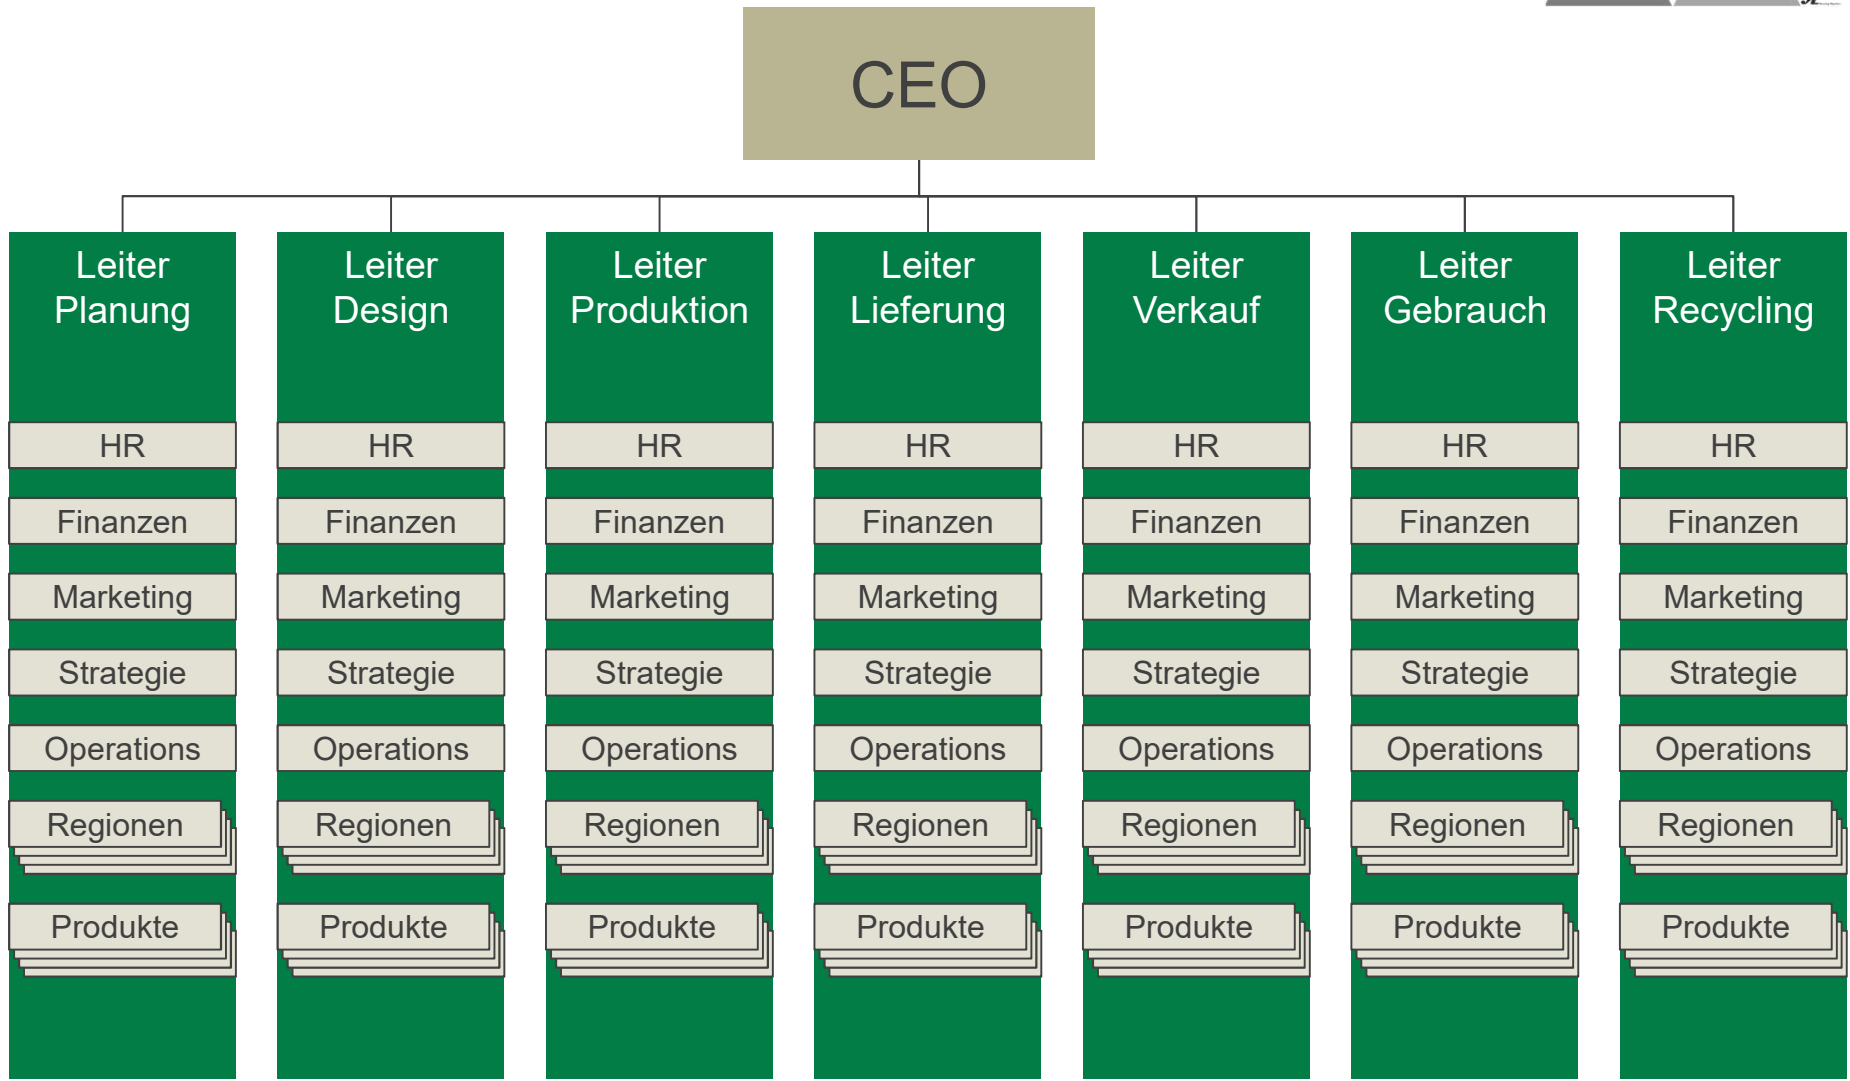 CEO
Leiter
Planung
HR
Finanzen
Marketing
Strategie
Operations
Regionen
Produkte
Leiter
Design
HR
Finanzen
Marketing
Strategie
Operations
Regionen
Produkte
Leiter
Produktion
HR
Finanzen
Marketing
Strategie
Operations
Regionen
Produkte
Leiter
Lieferung
HR
Finanzen
Marketing
Strategie
Operations
Regionen
Produkte
Leiter
Verkauf
HR
Finanzen
Marketing
Strategie
Operations
Regionen
Produkte
Leiter
Gebrauch
HR
Finanzen
Marketing
Strategie
Operations
Regionen
Produkte
Leiter
Recycling
HR
Finanzen
Marketing
Strategie
Operations
Regionen
Produkte